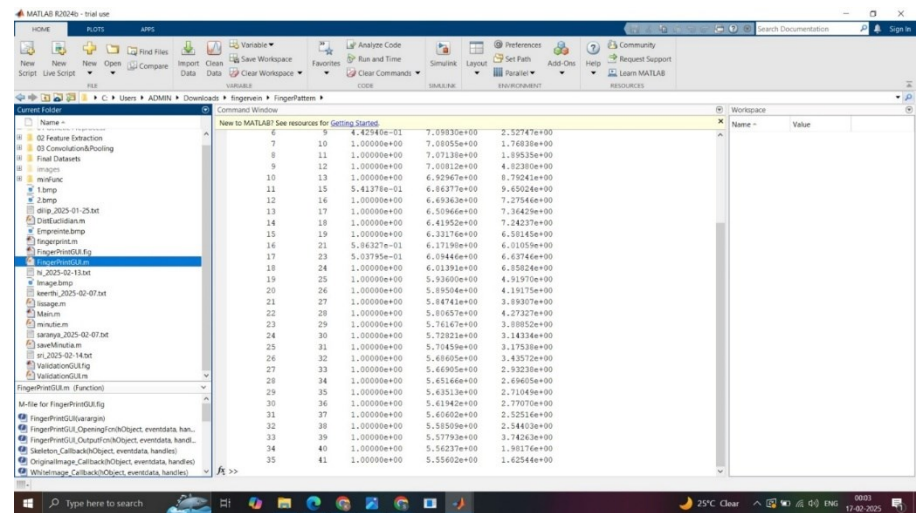 MATLAB R2024b - trial use
HOME PLOTS APPS Search Documentation Sign In
New Script New Live Script New Open Find Files Compare Import Data Clean Data Variable Save Workspace Clear Workspace Favorites Analyze Code Run and Time Clear Commands Simulink Layout Preferences Set Path Parallel Add-Ons Help Community Request Support Learn MATLAB
FILE VARIABLE CODE SIMULINK ENVIRONMENT RESOURCES
C: Users ADMIN Downloads fingervein FingerPattern
Current Folder
Name
02 Feature Extraction
03 Convolution&Pooling
Final Datasets
images
minFunc
1.bmp
2.bmp
dilip_2025-01-25.txt
DistEuclidian.m
Empreinte.bmp
fingerprint.m
FingerPrintGUI.fig
FingerPrintGUI.m
hi_2025-02-13.txt
Image.bmp
keerthi_2025-02-07.txt
lissage.m
Main.m
minutie.m
saranya_2025-02-07.txt
saveMinutia.m
sri_2025-02-14.txt
ValidationGUI.fig
ValidationGUI.m
FingerPrintGUI.m (Function)
M-file for FingerPrintGUI.fig
FingerPrintGUI(varargin)
FingerPrintGUI_OpeningFcn(hObject, eventdata, han...
FingerPrintGUI_OutputFcn(hObject, eventdata, handl...
Skeleton_Callback(hObject, eventdata, handles)
OriginalImage_Callback(hObject, eventdata, handles)
WhiteImage_Callback(hObject, eventdata, handles)
Command Window
New to MATLAB? See resources for Getting Started.
6 9 4.42940e-01 7.09830e+00 2.52747e+00
7 10 1.00000e+00 7.08055e+00 1.76838e+00
8 11 1.00000e+00 7.07138e+00 1.89535e+00
9 12 1.00000e+00 7.00812e+00 4.82380e+00
10 13 1.00000e+00 6.92967e+00 8.79241e+00
11 15 5.41378e-01 6.86377e+00 9.65024e+00
12 16 1.00000e+00 6.69363e+00 7.27546e+00
13 17 1.00000e+00 6.50966e+00 7.36429e+00
14 18 1.00000e+00 6.41952e+00 7.24237e+00
15 19 1.00000e+00 6.33176e+00 6.58145e+00
16 21 5.86327e-01 6.17198e+00 6.01059e+00
17 23 5.03795e-01 6.09446e+00 6.63746e+00
18 24 1.00000e+00 6.01391e+00 6.85824e+00
19 25 1.00000e+00 5.93600e+00 4.91970e+00
20 26 1.00000e+00 5.89504e+00 4.19175e+00
21 27 1.00000e+00 5.84741e+00 3.89307e+00
22 28 1.00000e+00 5.80657e+00 4.27327e+00
23 29 1.00000e+00 5.76167e+00 3.88852e+00
24 30 1.00000e+00 5.72821e+00 3.14334e+00
25 31 1.00000e+00 5.70459e+00 3.17538e+00
26 32 1.00000e+00 5.68605e+00 3.43572e+00
27 33 1.00000e+00 5.66905e+00 2.93238e+00
28 34 1.00000e+00 5.65166e+00 2.69605e+00
29 35 1.00000e+00 5.63513e+00 2.71049e+00
30 36 1.00000e+00 5.61942e+00 2.77070e+00
31 37 1.00000e+00 5.60602e+00 2.52516e+00
32 38 1.00000e+00 5.58509e+00 2.54403e+00
33 39 1.00000e+00 5.57793e+00 3.74263e+00
34 40 1.00000e+00 5.56237e+00 1.98176e+00
35 41 1.00000e+00 5.55602e+00 1.62544e+00
fx >>
Workspace
Name Value
Type here to search
25°C Clear ENG 00:03
17-02-2025